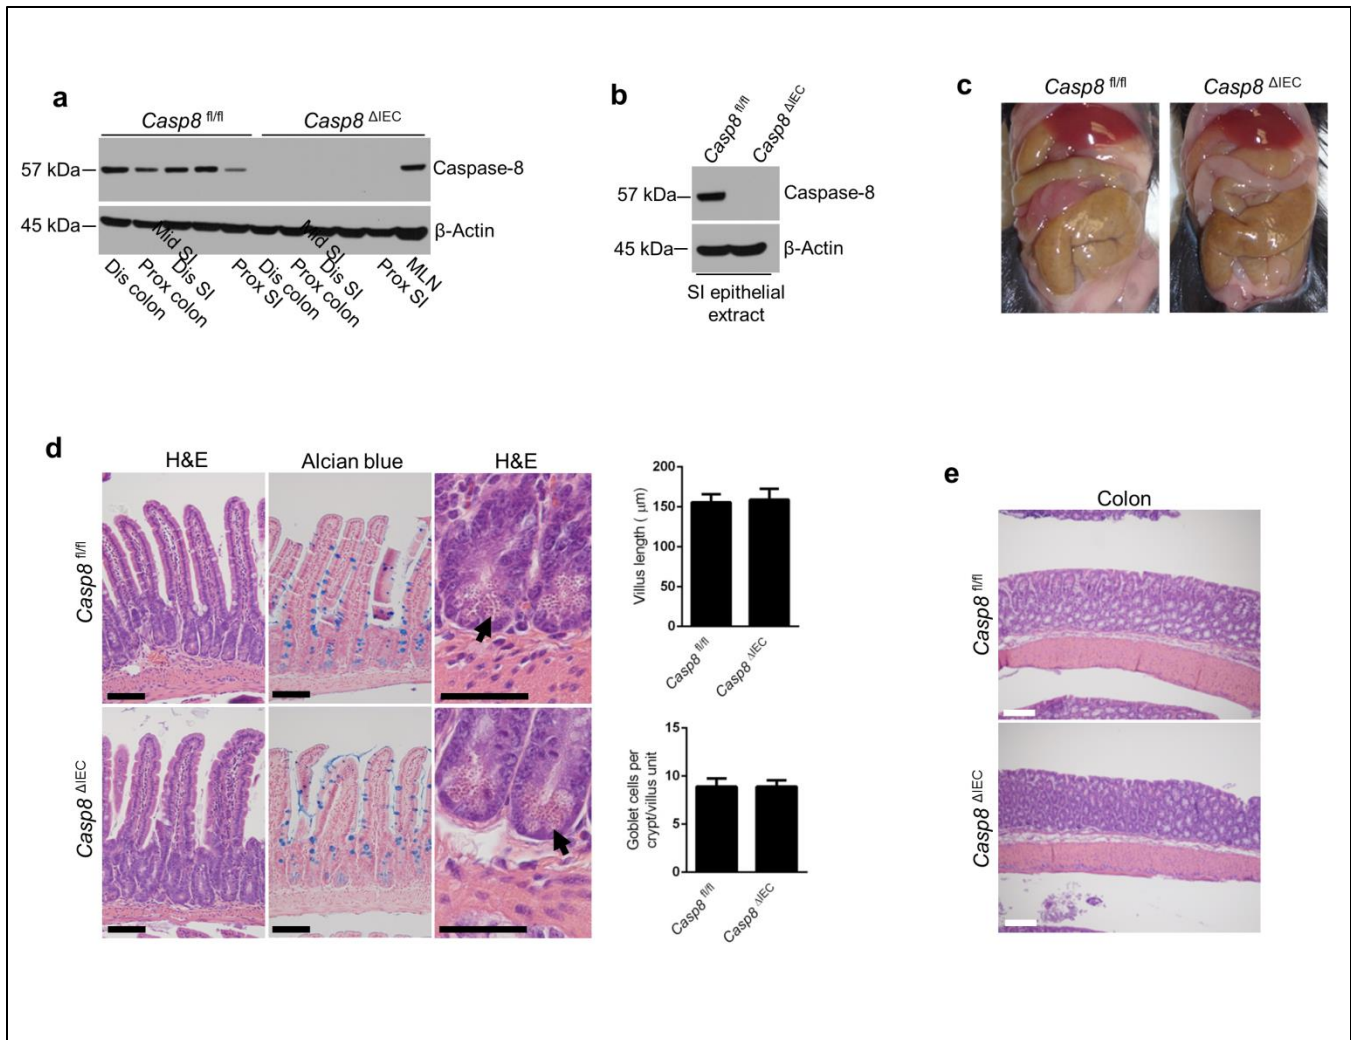 a
Casp8 fl/fl
Casp8 ΔIEC
57 kDa
Caspase-8
45 kDa
β-Actin
Dis colon
Prox colon
Mid SI
Dis SI
Prox SI
Dis colon
Prox colon
Mid SI
Dis SI
Prox SI
MLN
b
Casp8 fl/fl
Casp8 ΔIEC
57 kDa
Caspase-8
45 kDa
β-Actin
SI epithelial
extract
c
Casp8 fl/fl
Casp8 ΔIEC
d
H&E
Alcian blue
H&E
Casp8 fl/fl
Casp8 ΔIEC
Villus length ( μm)
200
150
100
50
0
Casp8 fl/fl
Casp8 ΔIEC
Goblet cells per
crypt/villus unit
15
10
5
0
Casp8 fl/fl
Casp8 ΔIEC
e
Colon
Casp8 fl/fl
Casp8 ΔIEC